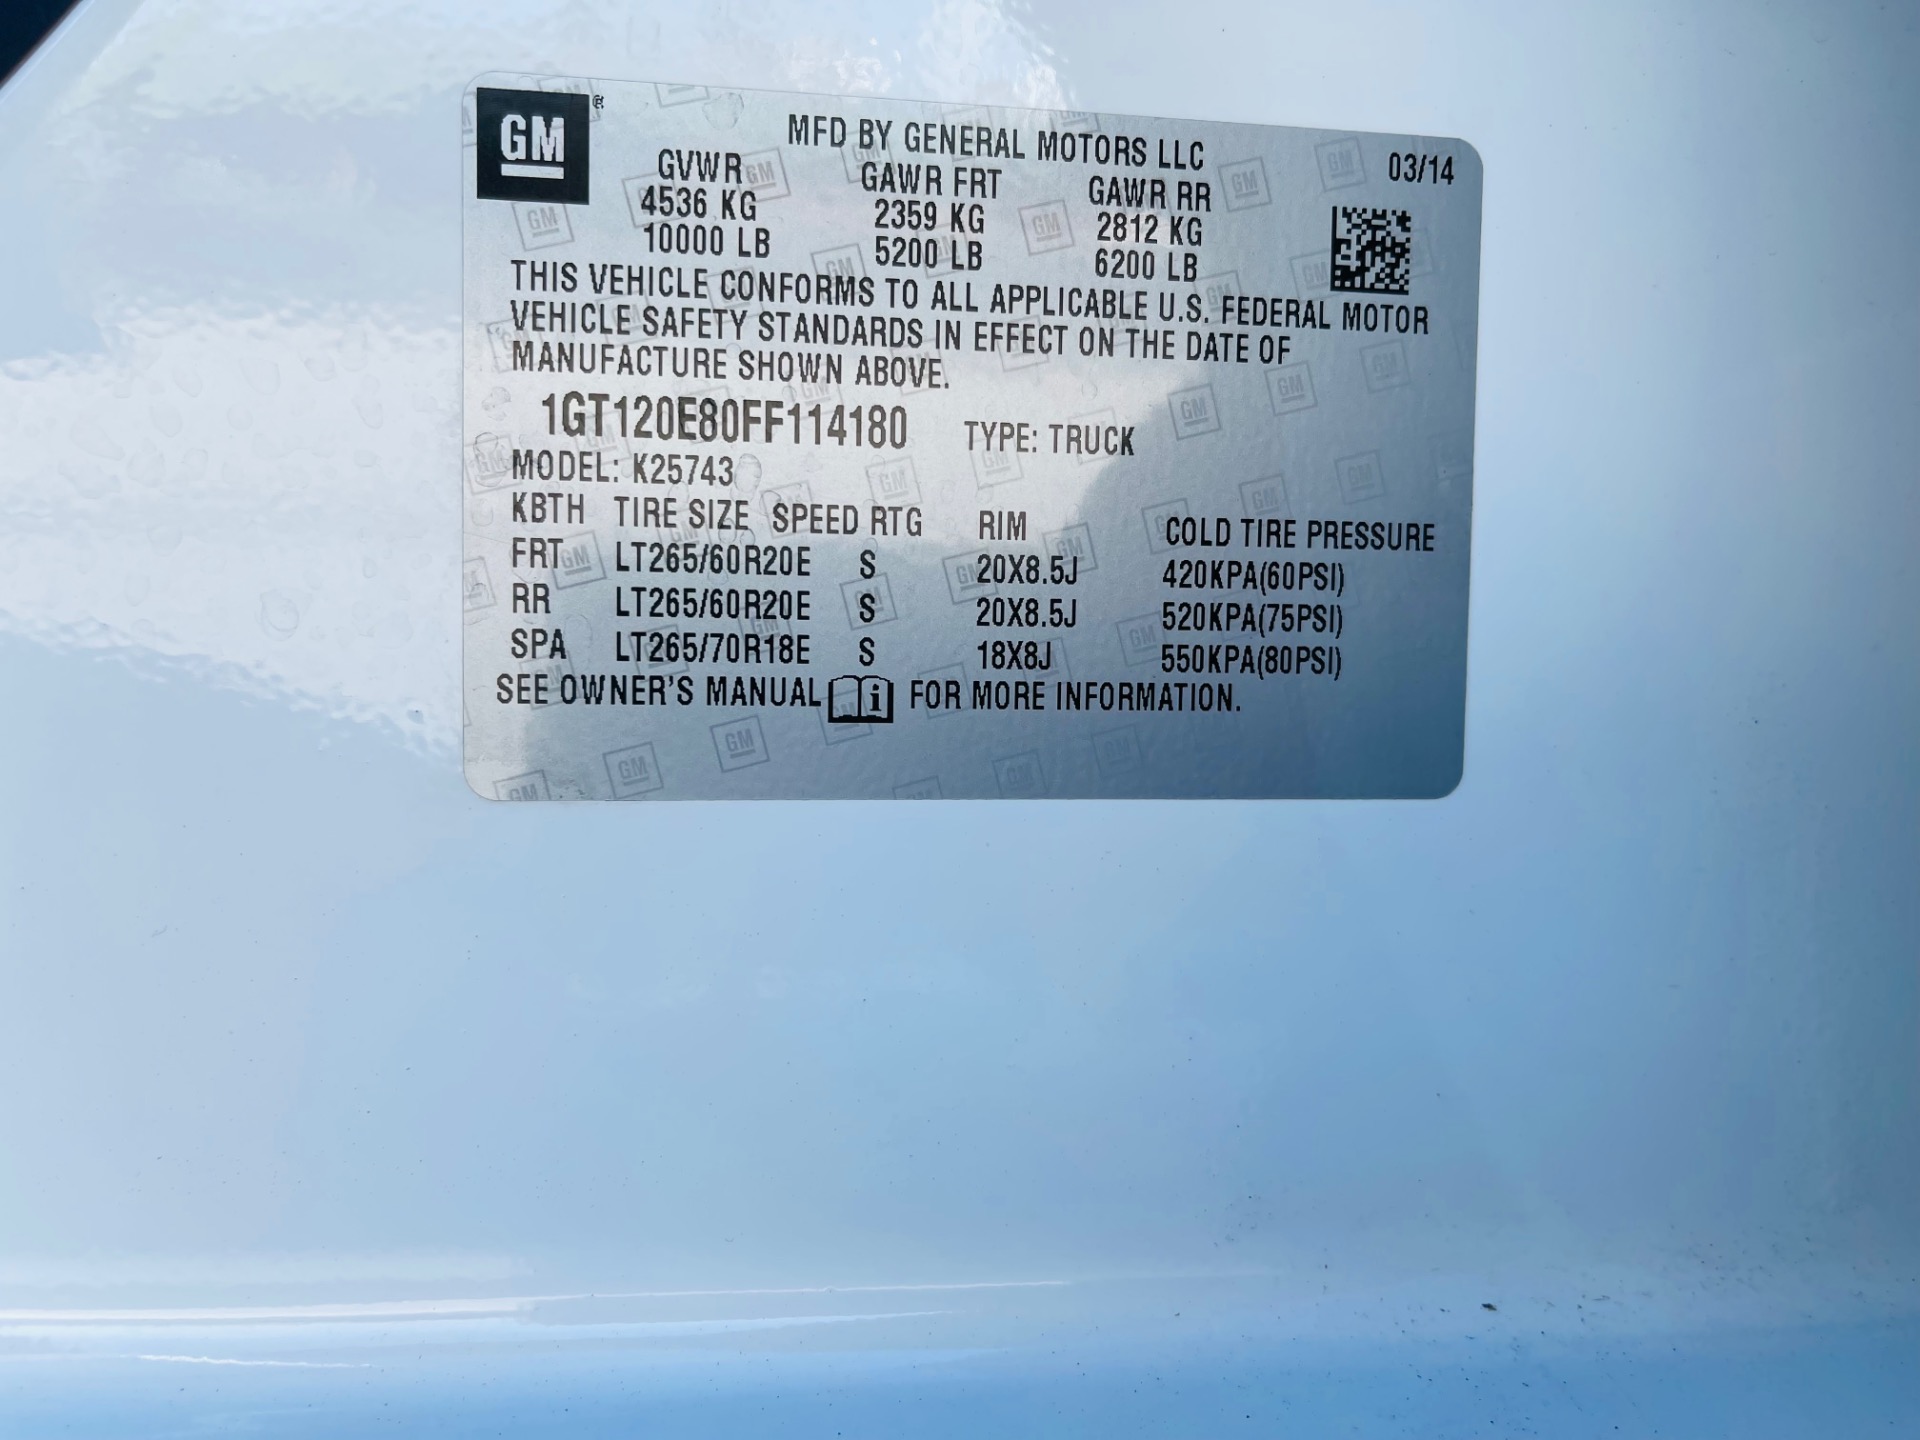 GM ®
MFD BY GENERAL MOTORS LLC 03/14
GVWR GAWR FRT GAWR RR
4536 KG 2359 KG 2812 KG
10000 LB 5200 LB 6200 LB
THIS VEHICLE CONFORMS TO ALL APPLICABLE U.S. FEDERAL MOTOR
VEHICLE SAFETY STANDARDS IN EFFECT ON THE DATE OF
MANUFACTURE SHOWN ABOVE.
1GT120E80FF114180 TYPE: TRUCK
MODEL: K25743
KBTH TIRE SIZE SPEED RTG RIM COLD TIRE PRESSURE
FRT LT265/60R20E S 20X8.5J 420KPA(60PSI)
RR LT265/60R20E S 20X8.5J 520KPA(75PSI)
SPA LT265/70R18E S 18X8J 550KPA(80PSI)
SEE OWNER'S MANUAL i FOR MORE INFORMATION.